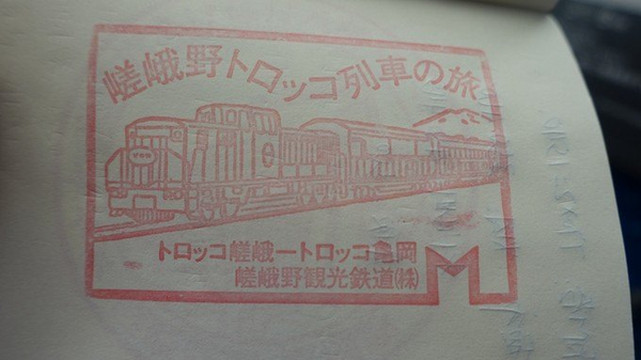 嵯峨野トロッコ列車の旅
トロッコ嵯峨ートロッコ亀岡
嵯峨野観光鉄道(株)